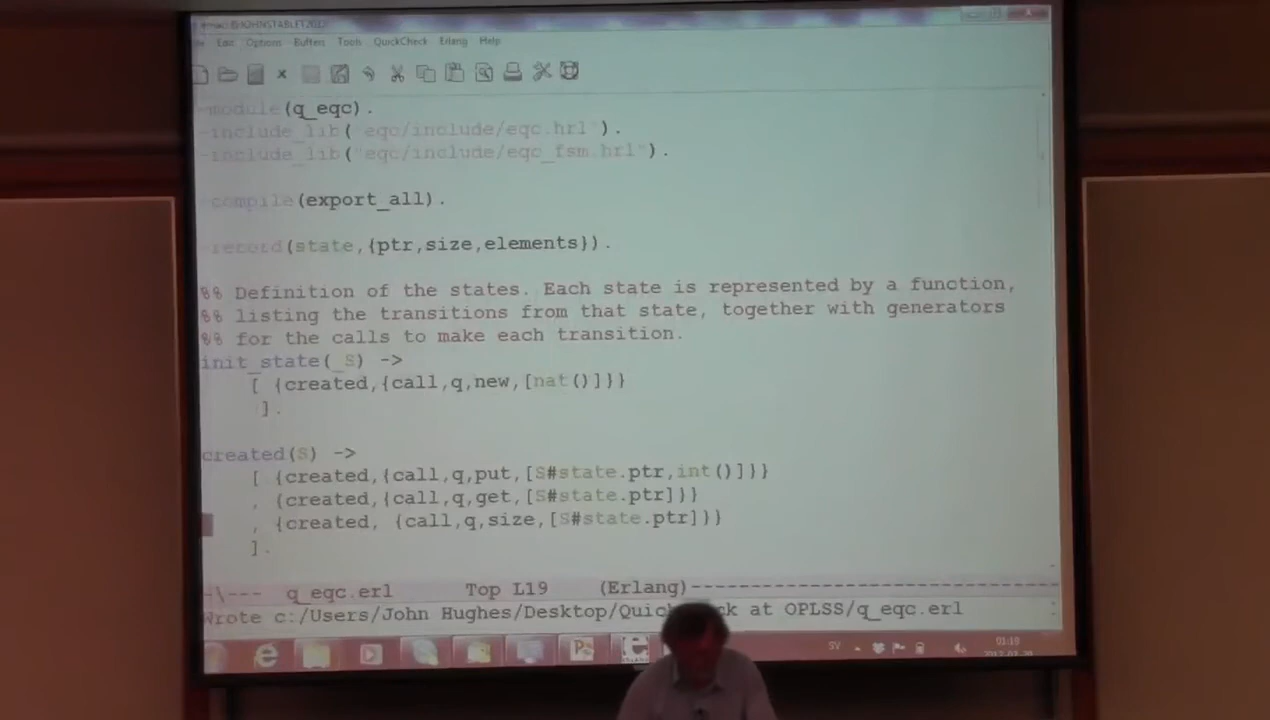 Edit Options Buffers Tools QuickCheck Erlang Help
-module(q_eqc).
-include_lib("eqc/include/eqc.hrl").
-include_lib("eqc/include/eqc_fsm.hrl").
-compile(export_all).
-record(state,{ptr,size,elements}).
%% Definition of the states. Each state is represented by a function,
%% listing the transitions from that state, together with generators
%% for the calls to make each transition.
init_state(_S) ->
[ {created,{call,q,new,[nat()]}}
].
created(S) ->
[ {created,{call,q,put,[S#state.ptr,int()]}}
, {created,{call,q,get,[S#state.ptr]}}
, {created, {call,q,size,[S#state.ptr]}}
].
-\--- q_eqc.erl Top L19 (Erlang)
Wrote c:/Users/John Hughes/Desktop/ at OPLSS/q_eqc.erl
SV
01:19